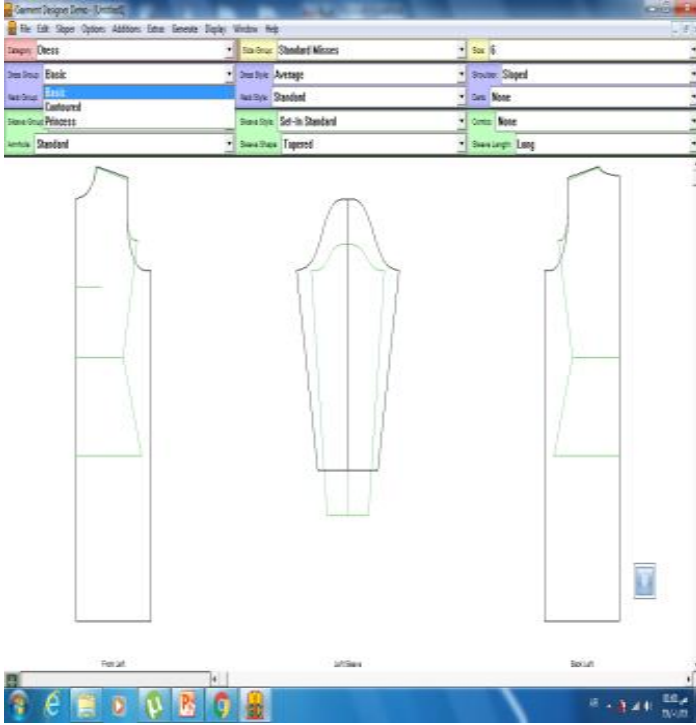 Garment Designer Demo - [Untitled]
File Edit Sloper Options Additions Extras Generate Display Window Help
Category Dress Size Group Standard Misses Size 6
Dress Group Basic Dress Style Average Shoulder Sloped
Neck Group Basic Neck Style Standard Darts None
Contoured
Sleeve Group Princess Sleeve Style Set-In Standard None
Armhole Standard Sleeve Shape Tapered Sleeve Length Long
Front Left Left Sleeve Back Left